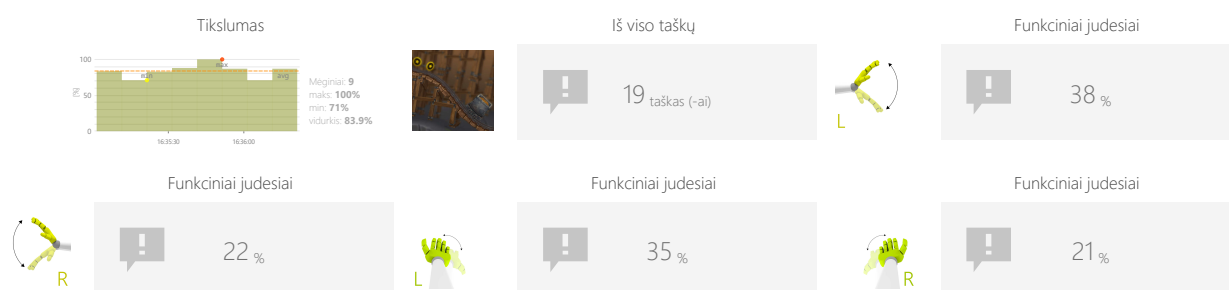 Tikslumas
100
50
0
(%)
min
max
avg
16:35:30
16:36:00
Mėginiai: 9
maks: 100%
min: 71%
vidurkis: 83.9%
Iš viso taškų
19 taškas (-ai)
Funkciniai judesiai
L
38 %
Funkciniai judesiai
R
22 %
Funkciniai judesiai
L
35 %
Funkciniai judesiai
R
21 %